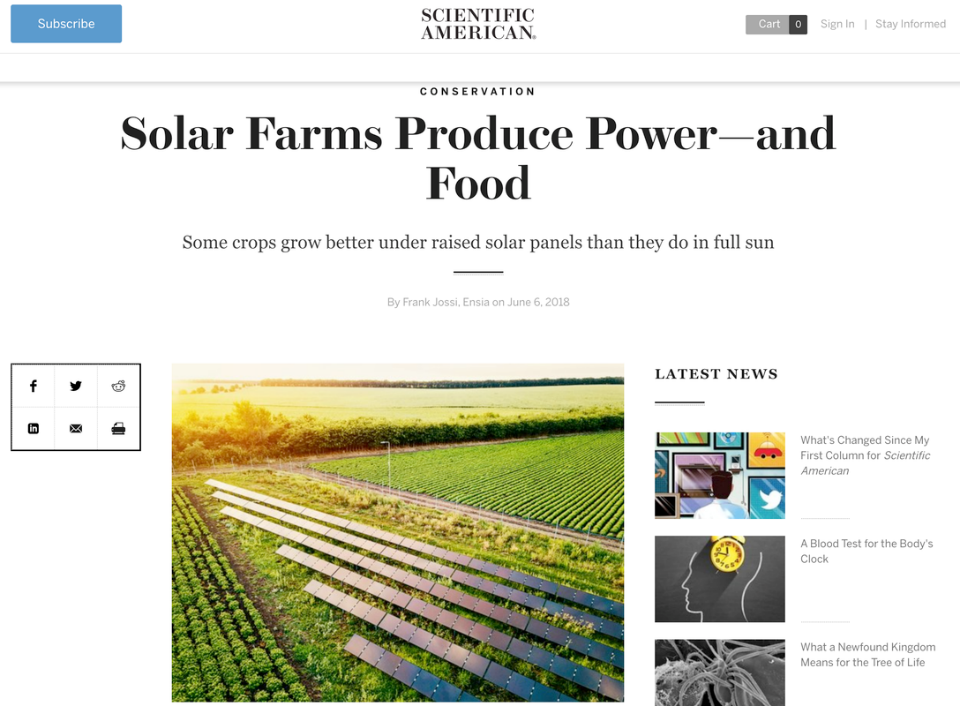 Subscribe
SCIENTIFIC
AMERICAN®
Cart 0
Sign In | Stay Informed
CONSERVATION
Solar Farms Produce Power—and
Food
Some crops grow better under raised solar panels than they do in full sun
By Frank Jossi, Ensia on June 6, 2018
LATEST NEWS
What's Changed Since My
First Column for Scientific
American
A Blood Test for the Body's
Clock
What a Newfound Kingdom
Means for the Tree of Life